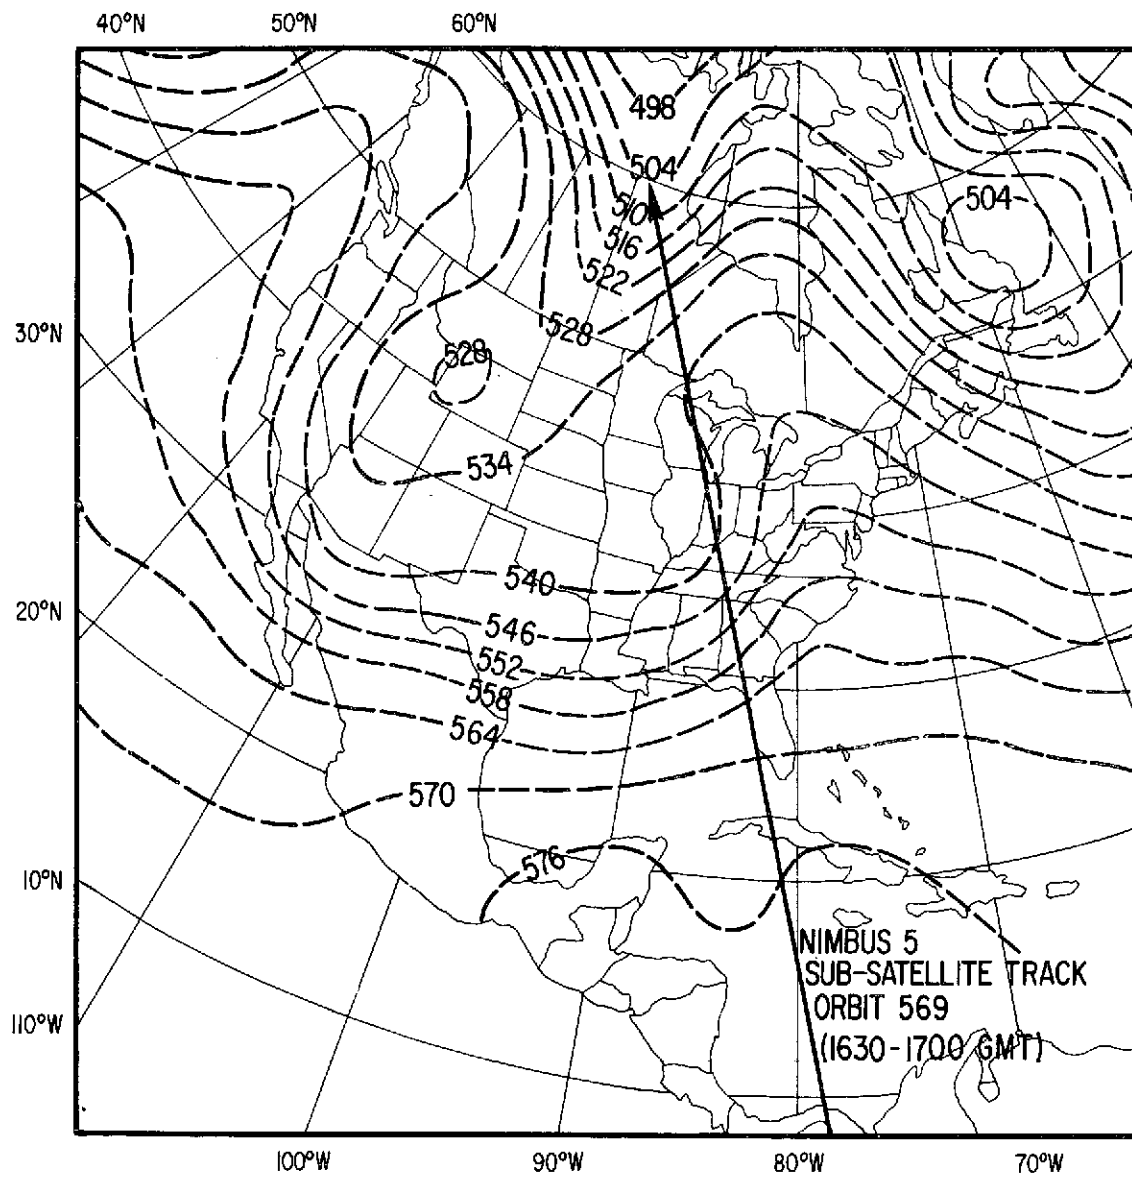 40°N 50°N 60°N
498
504
504
510
516
522
30°N
528
528
534
540
20°N
546
552
558
564
570
576
10°N
NIMBUS 5
SUB-SATELLITE TRACK
ORBIT 569
(1630-1700 GMT)
110°W
100°W 90°W 80°W 70°W